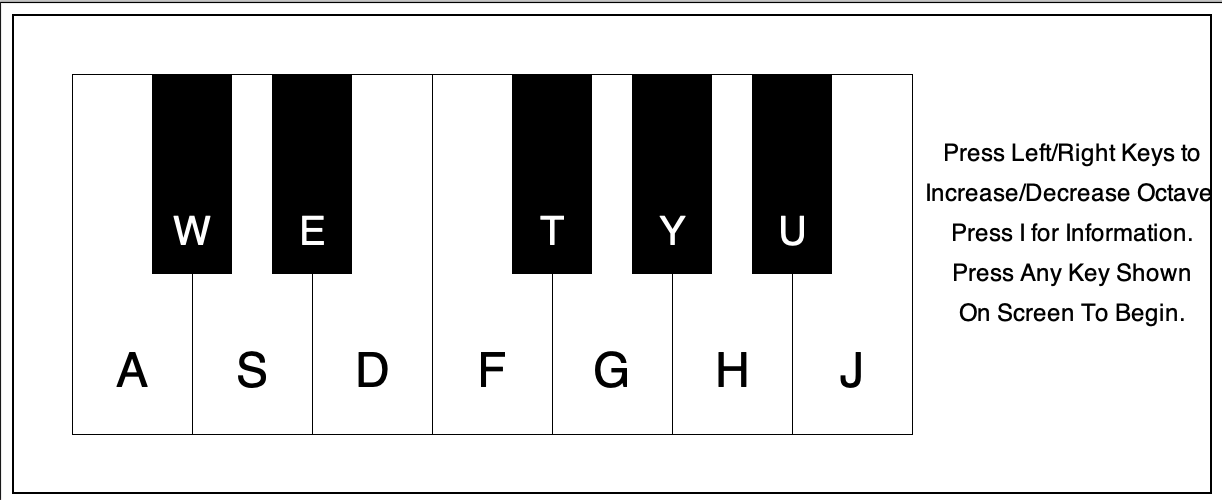 W E T Y U
A S D F G H J
Press Left/Right Keys to
Increase/Decrease Octave
Press I for Information.
Press Any Key Shown
On Screen To Begin.